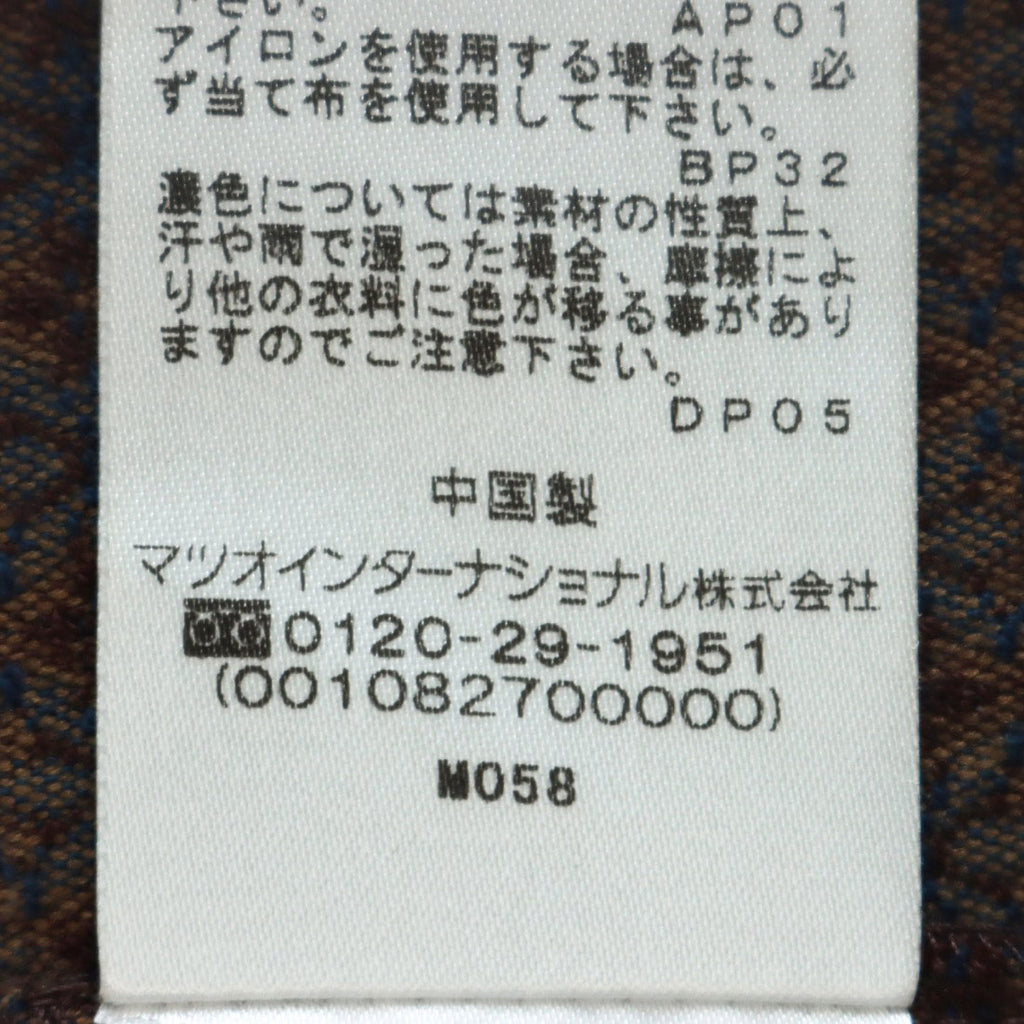 下さい。
AP01
アイロンを使用する場合は、必
ず当て布を使用して下さい。
BP32
濃色については素材の性質上、
汗や雨で湿った場合、摩擦によ
り他の衣料に色が移る事があり
ますのでご注意下さい。
DP05
中国製
マツオインターナショナル株式会社
0120-29-1951
(001082700000)
M058